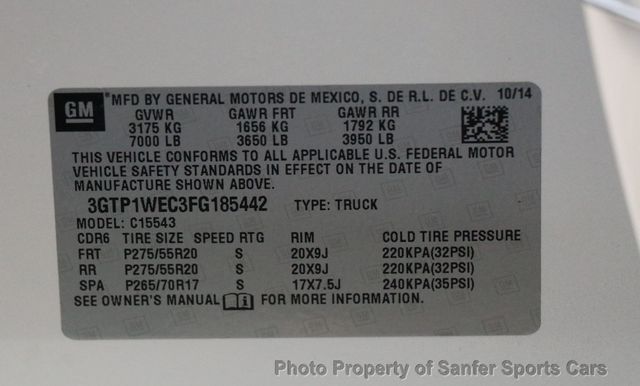 GM
*MFD BY GENERAL MOTORS DE MEXICO, S. DE R.L. DE C.V. 10/14
GVWR GAWR FRT GAWR RR
3175 KG 1656 KG 1792 KG
7000 LB 3650 LB 3950 LB
THIS VEHICLE CONFORMS TO ALL APPLICABLE U.S. FEDERAL MOTOR
VEHICLE SAFETY STANDARDS IN EFFECT ON THE DATE OF
MANUFACTURE SHOWN ABOVE.
3GTP1WEC3FG185442 TYPE: TRUCK
MODEL: C15543
CDR6 TIRE SIZE SPEED RTG RIM COLD TIRE PRESSURE
FRT P275/55R20 S 20X9J 220KPA(32PSI)
RR P275/55R20 S 20X9J 220KPA(32PSI)
SPA P265/70R17 S 17X7.5J 240KPA(35PSI)
SEE OWNER'S MANUAL FOR MORE INFORMATION.
Photo Property of Sanfer Sports Cars